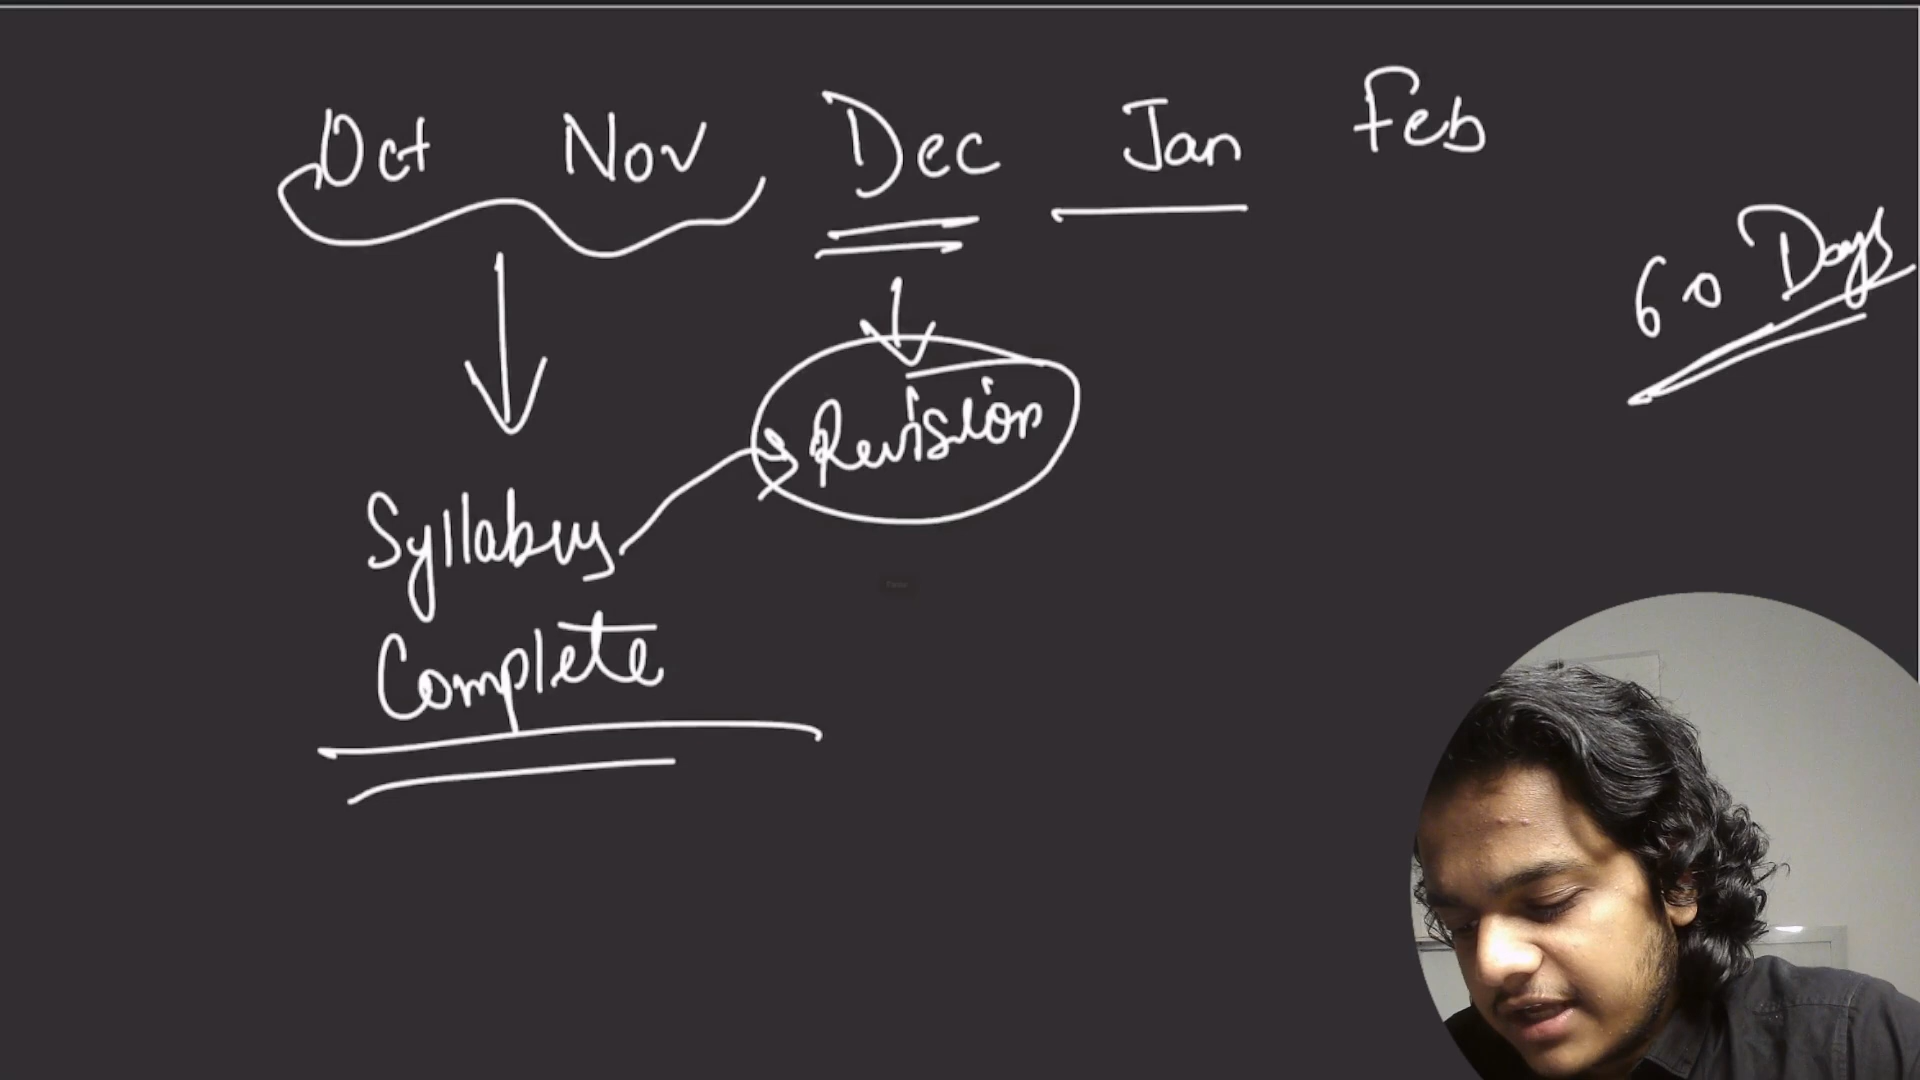 Oct Nov Dec Jan Feb
60 Days
Revision
Syllabus
Complete